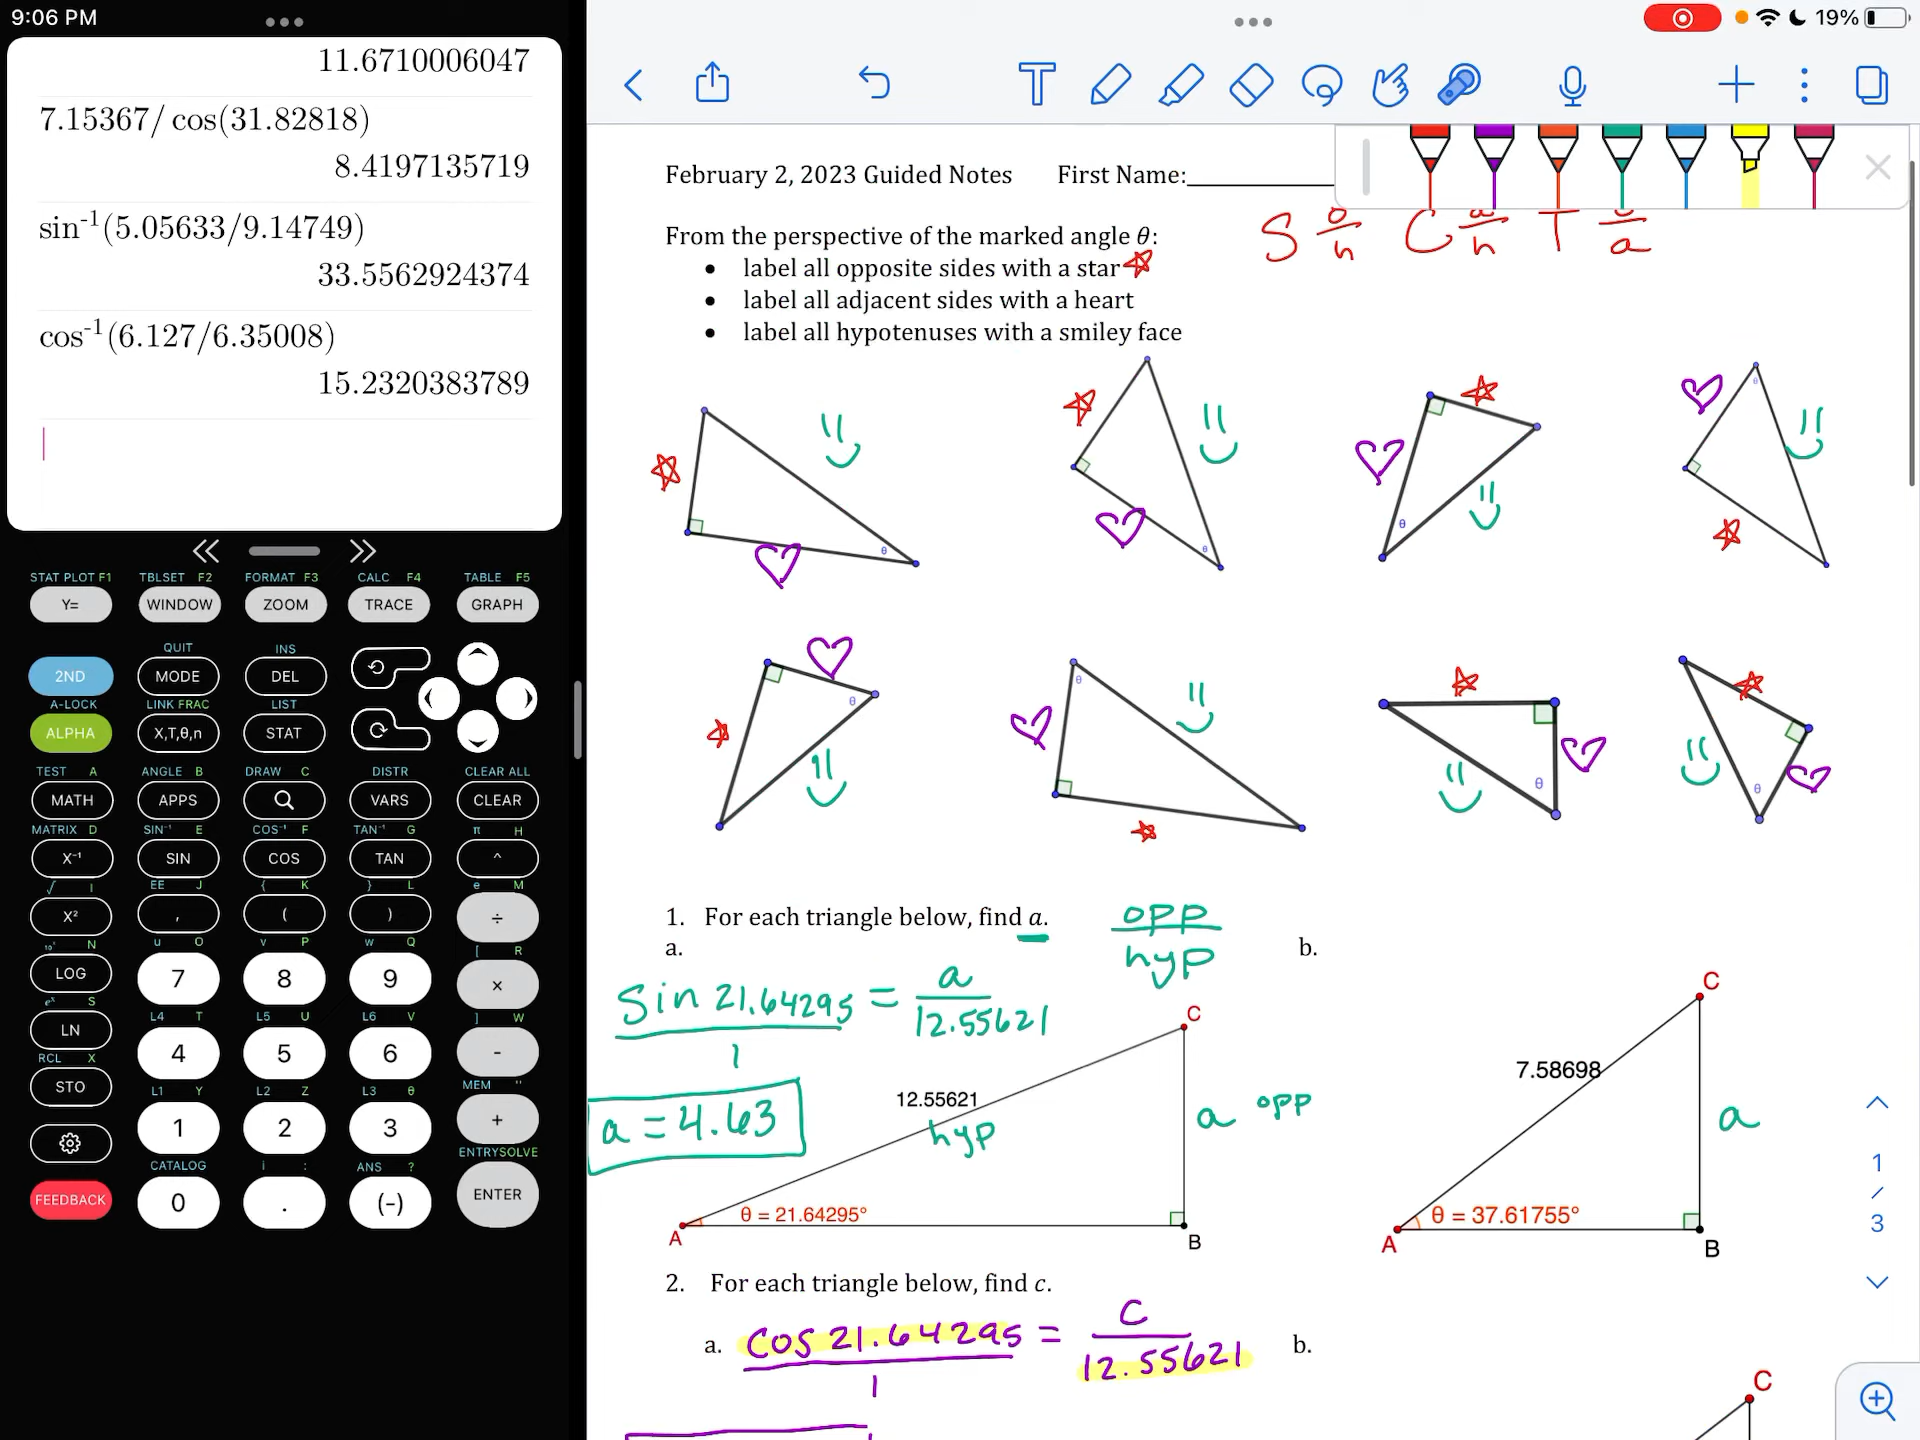 9:06 PM
19%
11.6710006047
7.15367/ cos(31.82818)
8.4197135719
sin⁻¹(5.05633/9.14749)
33.5562924374
cos⁻¹(6.127/6.35008)
15.2320383789
STAT PLOT F1 TBLSET F2 FORMAT F3 CALC F4 TABLE F5
Y= WINDOW ZOOM TRACE GRAPH
QUIT INS
2ND MODE DEL
A-LOCK LINK FRAC LIST
ALPHA X,T,θ,n STAT
TEST A ANGLE B DRAW C DISTR CLEAR ALL
MATH APPS VARS CLEAR
MATRIX D SIN⁻¹ E COS⁻¹ F TAN⁻¹ G π H
X⁻¹ SIN COS TAN ^
√ I EE J { K } L e M
X² , ( ) ÷
10ˣ N u O v P w Q [ R
LOG 7 8 9 ×
eˣ S L4 T L5 U L6 V ] W
LN 4 5 6 -
RCL X L1 Y L2 Z L3 θ MEM "
STO 1 2 3 +
CATALOG i : ANS ? ENTRY SOLVE
FEEDBACK 0 . (-) ENTER
February 2, 2023 Guided Notes First Name:
S o/h C a/h T o/a
From the perspective of the marked angle θ:
• label all opposite sides with a star
• label all adjacent sides with a heart
• label all hypotenuses with a smiley face
θ θ θ θ
θ θ θ θ
1. For each triangle below, find a.
opp
hyp
a. b.
sin 21.64295 = a
1 12.55621
a = 4.63
C
12.55621
hyp
a opp
θ = 21.64295°
A B
C
7.58698
a
θ = 37.61755°
A B
1
/
3
2. For each triangle below, find c.
a. cos 21.64295 = c
1 12.55621
b.
C